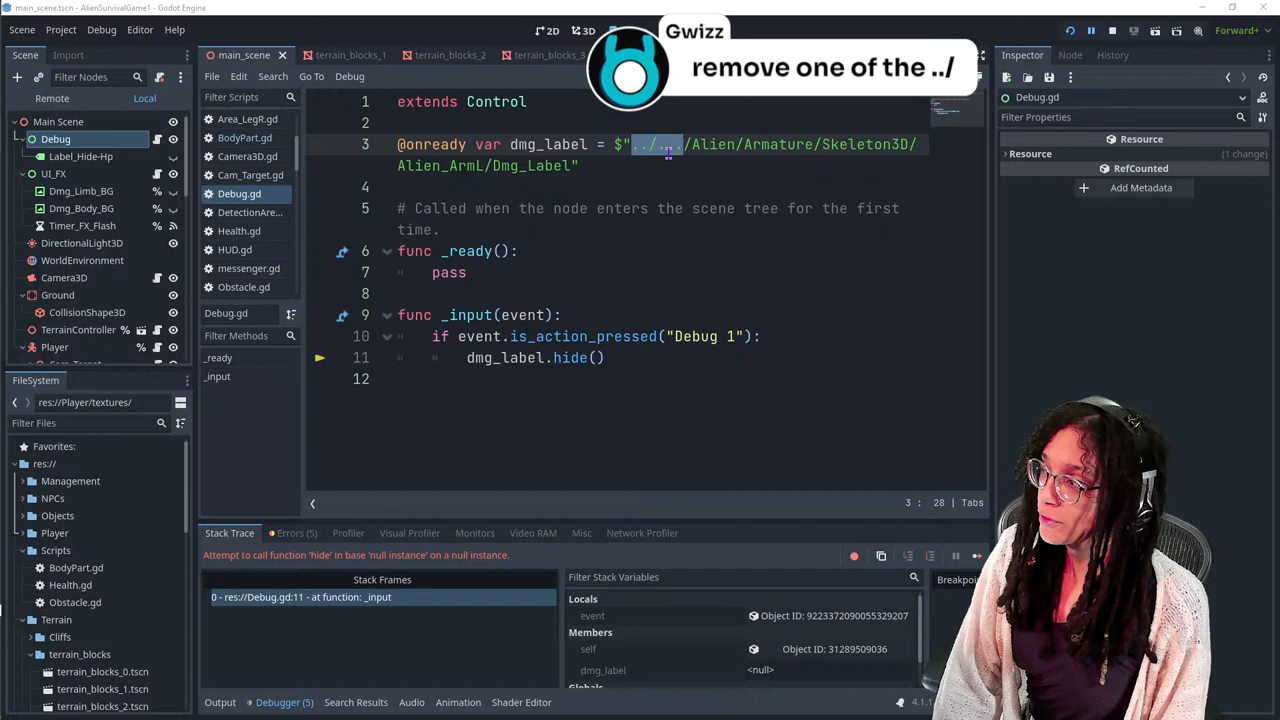 main_scene.tscn - AlienSurvivalGame1 - Godot Engine
Scene Project Debug Editor Help
2D 3D
Forward+
Gwizz
remove one of the ../
Scene Import
Filter Nodes
Remote Local
Main Scene
Debug
Label_Hide-Hp
UI_FX
Dmg_Limb_BG
Dmg_Body_BG
Timer_FX_Flash
DirectionalLight3D
WorldEnvironment
Camera3D
Ground
CollisionShape3D
TerrainController
Player
FileSystem
res://Player/textures/
Filter Files
Favorites:
res://
Management
NPCs
Objects
Player
Scripts
BodyPart.gd
Health.gd
Obstacle.gd
Terrain
Cliffs
terrain_blocks
terrain_blocks_0.tscn
terrain_blocks_1.tscn
terrain_blocks_2.tscn
main_scene terrain_blocks_1 terrain_blocks_2 terrain_blocks_3
File Edit Search Go To Debug
Filter Scripts
Area_LegR.gd
BodyPart.gd
Camera3D.gd
Cam_Target.gd
Debug.gd
DetectionArea...
Health.gd
HUD.gd
messenger.gd
Obstacle.gd
Debug.gd
Filter Methods
_ready
_input
1 extends Control
2
3 @onready var dmg_label = $"../.../Alien/Armature/Skeleton3D/
Alien_ArmL/Dmg_Label"
4
5 # Called when the node enters the scene tree for the first
time.
6 func _ready():
7 pass
8
9 func _input(event):
10 if event.is_action_pressed("Debug 1"):
11 dmg_label.hide()
12
3 : 28 | Tabs
Stack Trace Errors (5) Profiler Visual Profiler Monitors Video RAM Misc Network Profiler
Attempt to call function 'hide' in base 'null instance' on a null instance.
Stack Frames
0 - res://Debug.gd:11 - at function: _input
Filter Stack Variables
Locals
event Object ID: 9223372090055329207
Members
self Object ID: 31289509036
dmg_label <null>
Output Debugger (5) Search Results Audio Animation Shader Editor
4.1.1
Inspector Node History
Debug.gd
Filter Properties
Resource
Resource (1 change)
RefCounted
Add Metadata